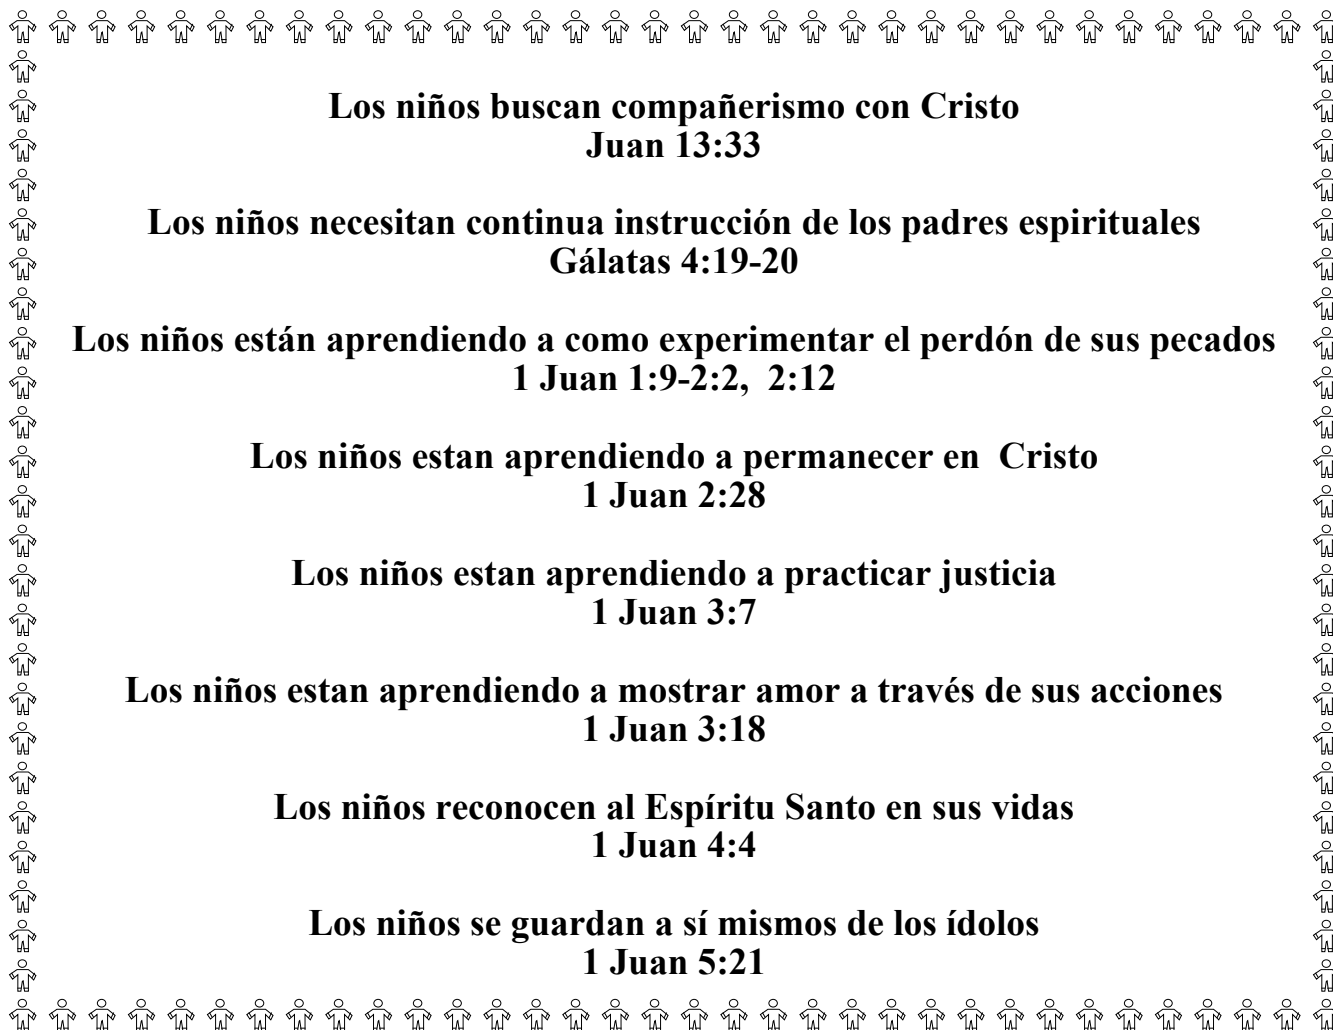 Los niños buscan compañerismo con Cristo
Juan 13:33
Los niños necesitan continua instrucción de los padres espirituales
Gálatas 4:19-20
Los niños están aprendiendo a como experimentar el perdón de sus pecados
1 Juan 1:9-2:2,  2:12
Los niños estan aprendiendo a permanecer en  Cristo
1 Juan 2:28
Los niños estan aprendiendo a practicar justicia
1 Juan 3:7
Los niños estan aprendiendo a mostrar amor a través de sus acciones
1 Juan 3:18
Los niños reconocen al Espíritu Santo en sus vidas
1 Juan 4:4
Los niños se guardan a sí mismos de los ídolos
1 Juan 5:21